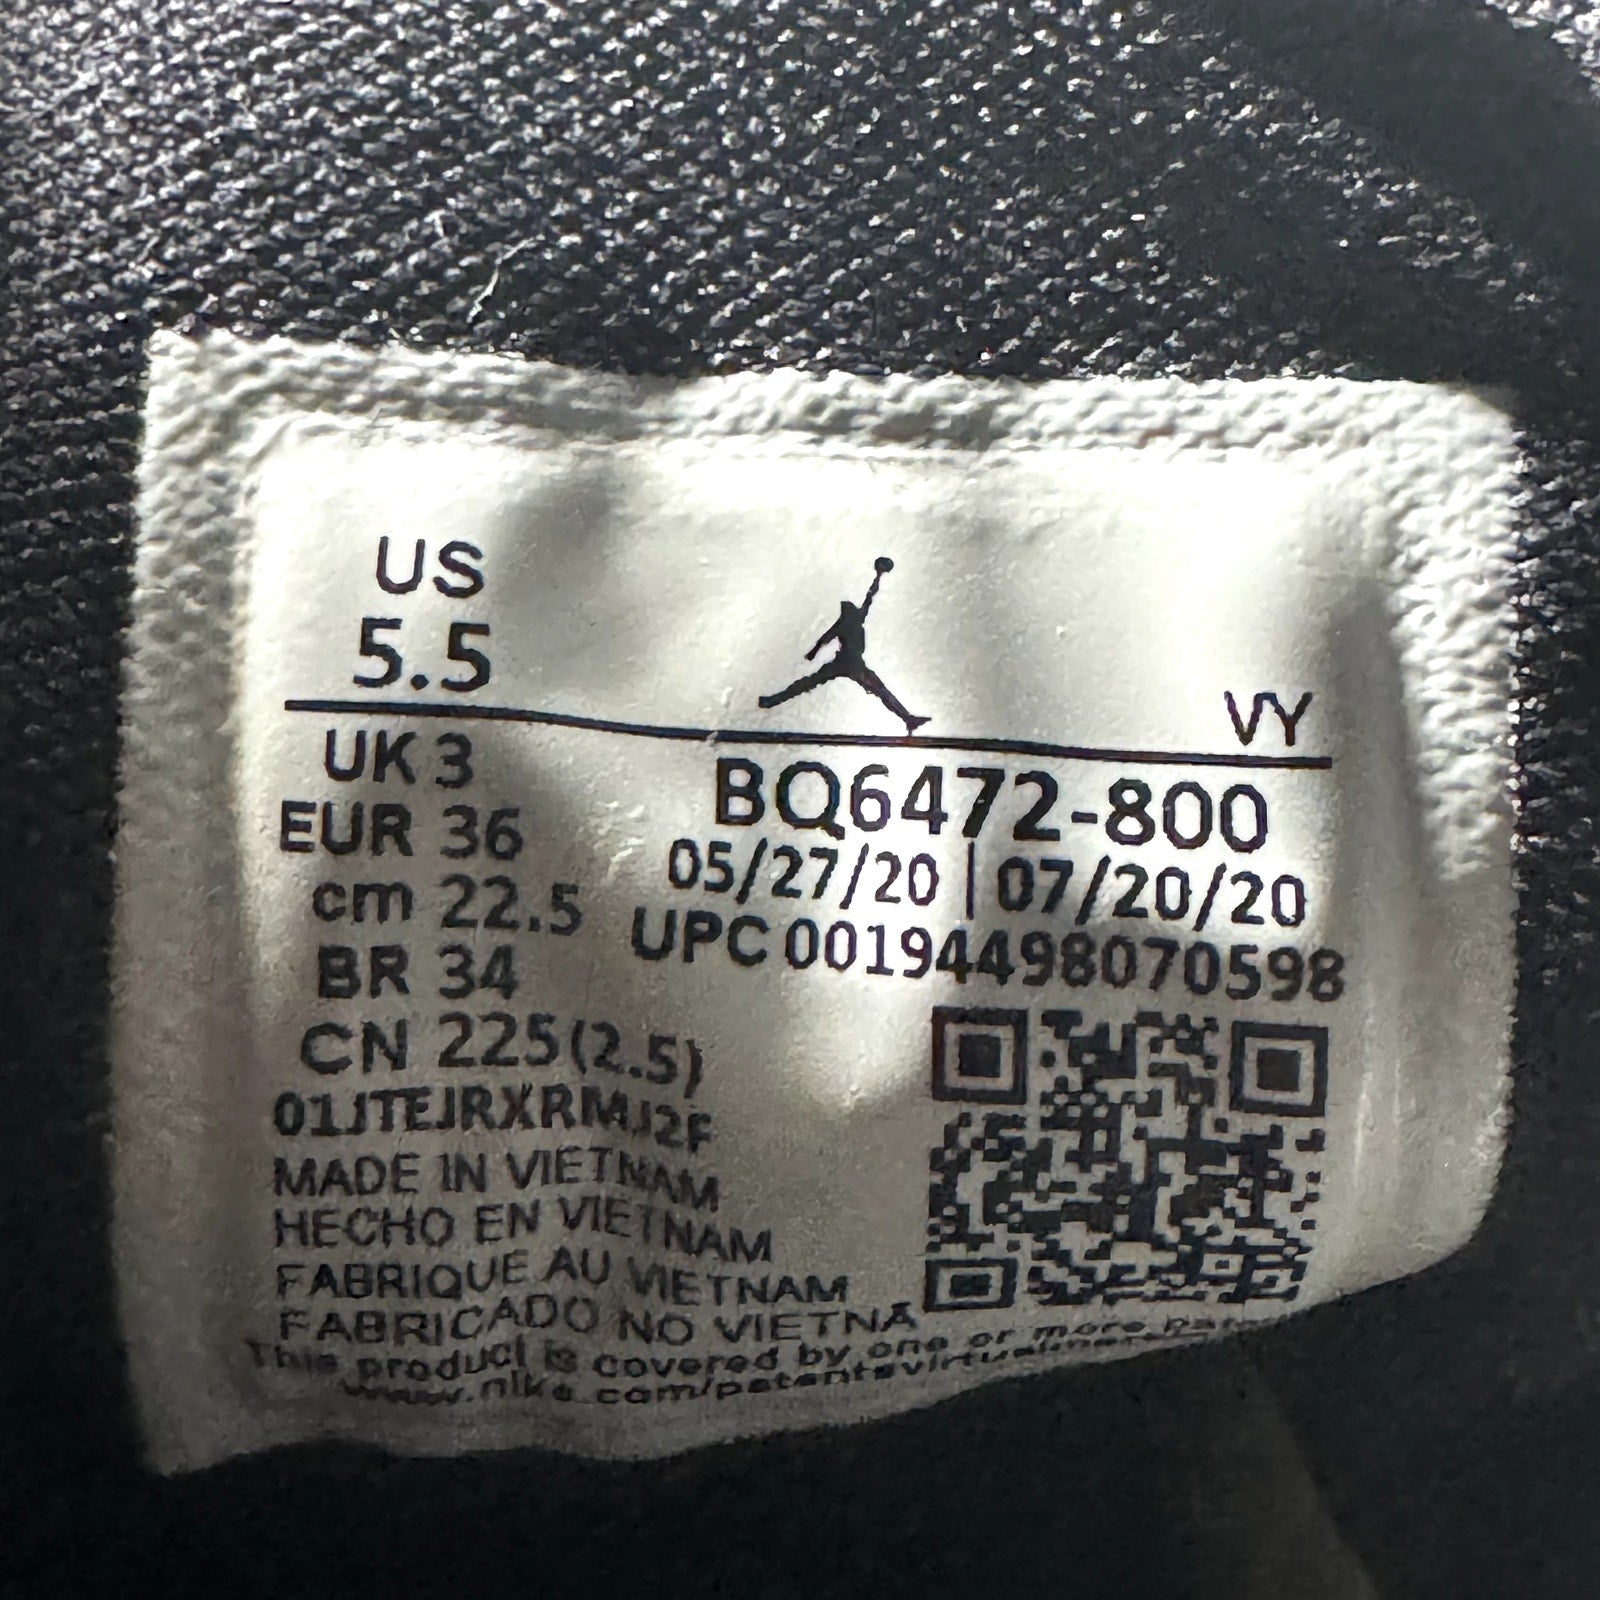 US
5.5
VY
UK 3
EUR 36
cm 22.5
BR 34
CN 225(2.5)
BQ6472-800
05/27/20 | 07/20/20
UPC 00194498070598
01JTEJRXRMJ2F
MADE IN VIETNAM
HECHO EN VIETNAM
FABRIQUE AU VIETNAM
FABRICADO NO VIETNÃ
This product is covered by one or more